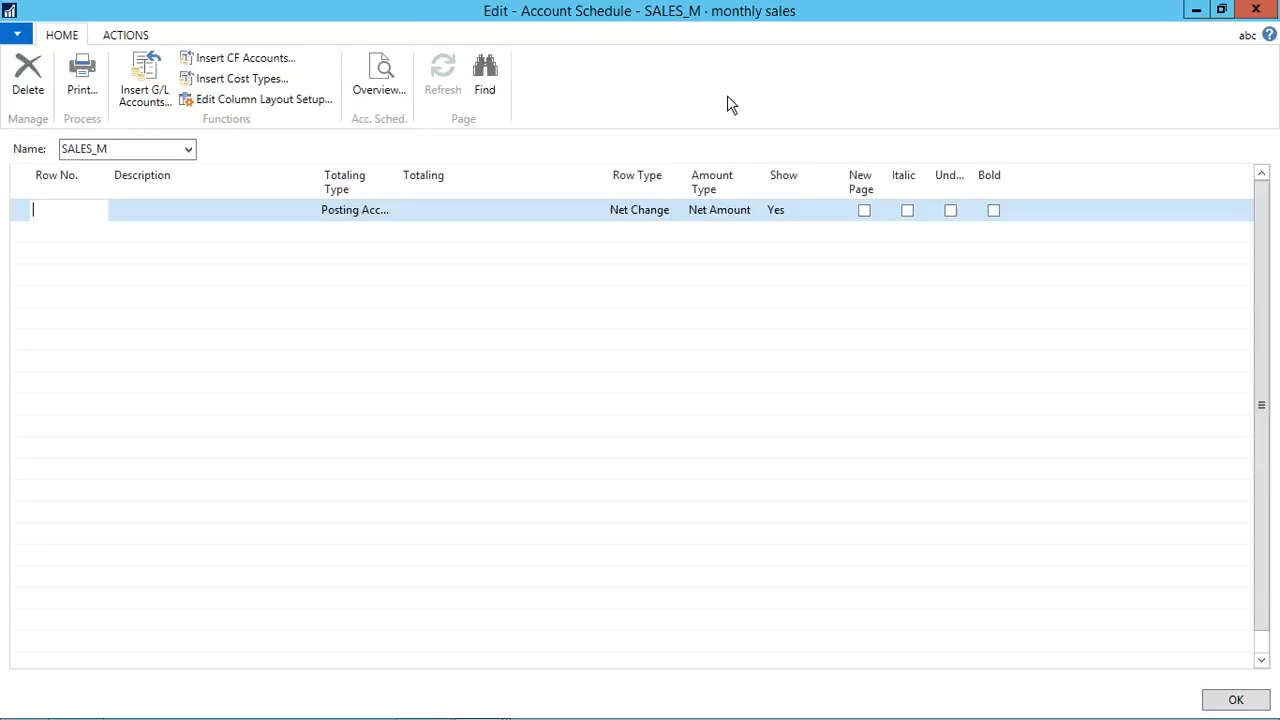 Edit - Account Schedule - SALES_M · monthly sales
HOME ACTIONS abc
Delete
Manage
Print...
Process
Insert G/L
Accounts...
Insert CF Accounts...
Insert Cost Types...
Edit Column Layout Setup...
Functions
Overview...
Acc. Sched.
Refresh
Find
Page
Name: SALES_M
Row No. Description Totaling Type Totaling Row Type Amount Type Show New Page Italic Und... Bold
Posting Acc... Net Change Net Amount Yes
OK